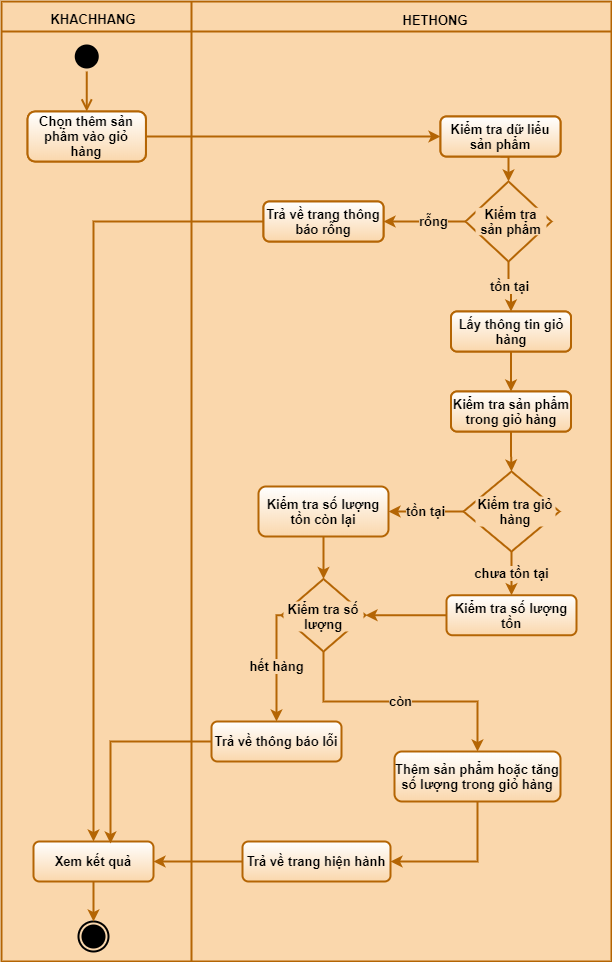 KHACHHANG
HETHONG
Chọn thêm sản
phẩm vào giỏ
hàng
Kiểm tra dữ liểu
sản phẩm
Kiểm tra
sản phẩm
rỗng
Trả về trang thông
báo rỗng
tồn tại
Lấy thông tin giỏ
hàng
Kiểm tra sản phẩm
trong giỏ hàng
Kiểm tra giỏ
hàng
tồn tại
Kiểm tra số lượng
tồn còn lại
chưa tồn tại
Kiểm tra số lượng
tồn
Kiểm tra số
lượng
hết hàng
còn
Trả về thông báo lỗi
Thêm sản phẩm hoặc tăng
số lượng trong giỏ hàng
Trả về trang hiện hành
Xem kết quả